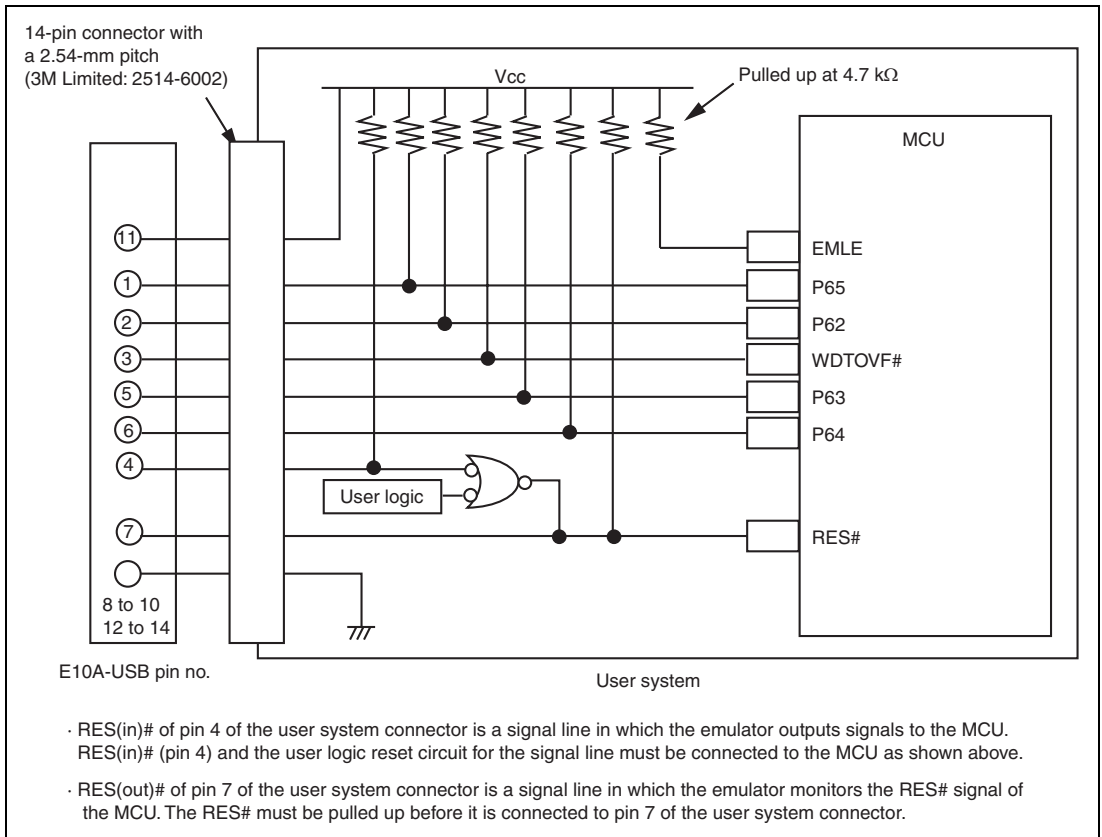 14-pin connector with
a 2.54-mm pitch
(3M Limited: 2514-6002)
Vcc
Pulled up at 4.7 kΩ
MCU
11
EMLE
1
P65
2
P62
3
WDTOVF#
5
P63
6
P64
4
User logic
7
RES#
8 to 10
12 to 14
E10A-USB pin no.
User system
· RES(in)# of pin 4 of the user system connector is a signal line in which the emulator outputs signals to the MCU.
RES(in)# (pin 4) and the user logic reset circuit for the signal line must be connected to the MCU as shown above.
· RES(out)# of pin 7 of the user system connector is a signal line in which the emulator monitors the RES# signal of
the MCU. The RES# must be pulled up before it is connected to pin 7 of the user system connector.